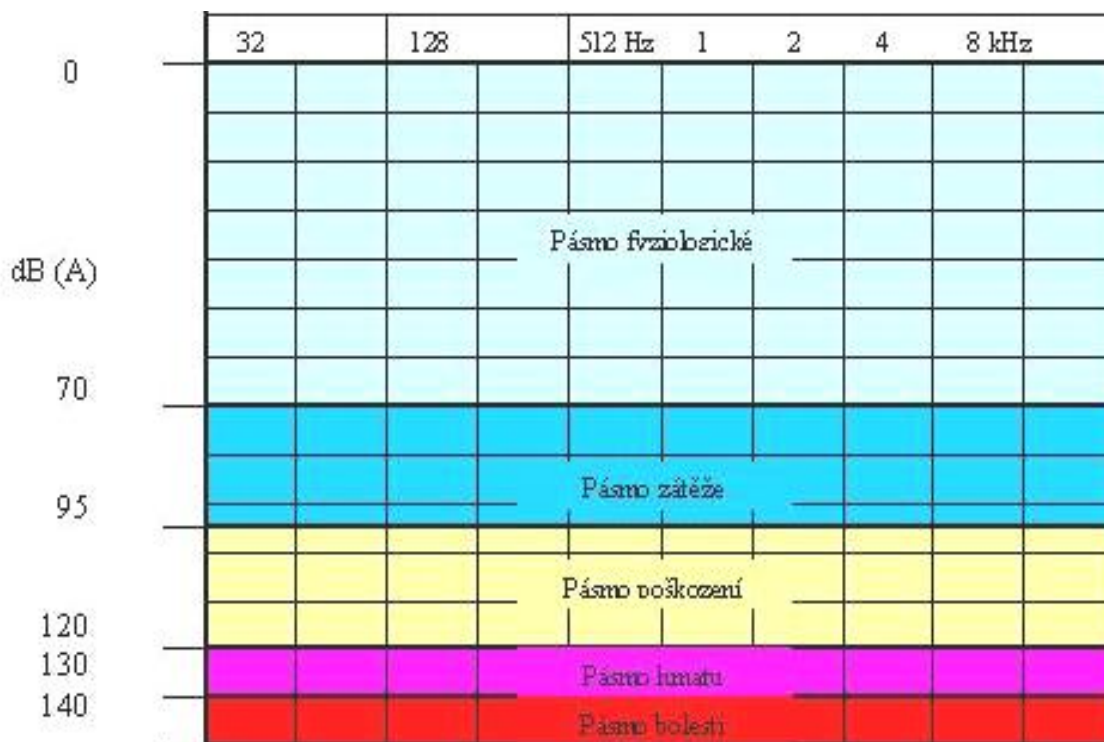 32 128 512 Hz 1 2 4 8 kHz
0
Pásmo fyziologické
dB (A)
70
Pásmo zátěže
95
Pásmo poškození
120
130
Pásmo hmatu
140
Pásmo bolesti